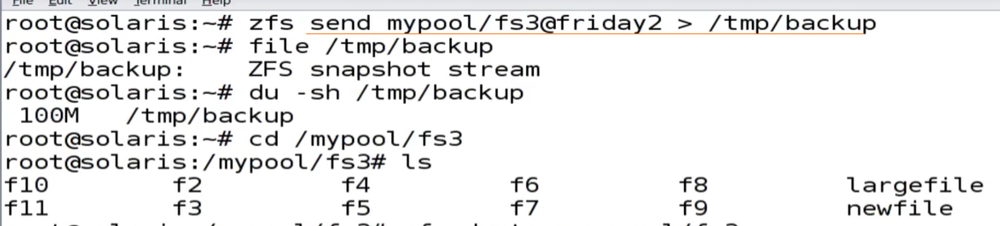 File Edit View Terminal Help
root@solaris:~# zfs send mypool/fs3@friday2 > /tmp/backup
root@solaris:~# file /tmp/backup
/tmp/backup:    ZFS snapshot stream
root@solaris:~# du -sh /tmp/backup
 100M   /tmp/backup
root@solaris:~# cd /mypool/fs3
root@solaris:/mypool/fs3# ls
f10        f2        f4        f6        f8        largefile
f11        f3        f5        f7        f9        newfile